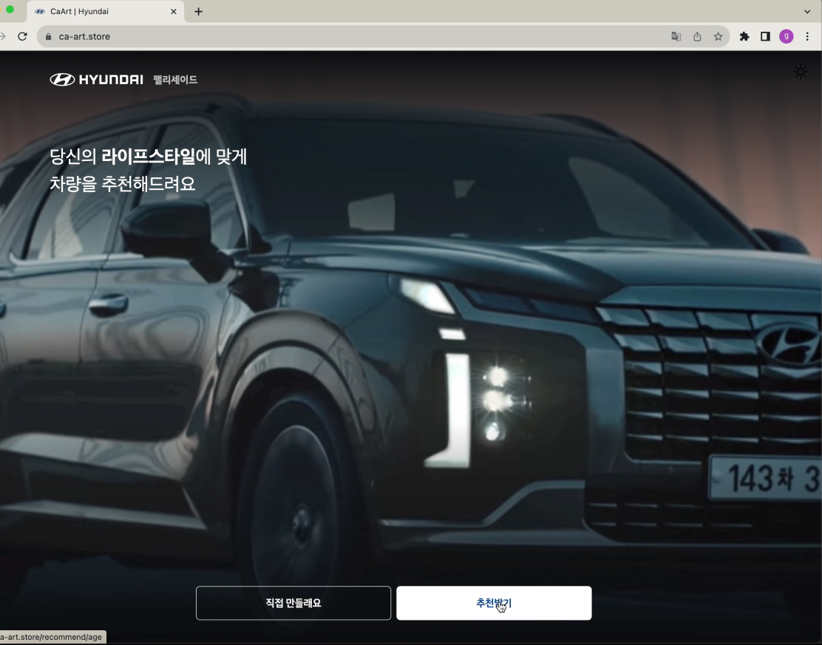 CaArt | Hyundai
ca-art.store
g
HYUNDAI 팰리세이드
당신의 라이프스타일에 맞게
차량을 추천해드려요
143차 3
직접 만들래요
추천받기
a-art.store/recommend/age